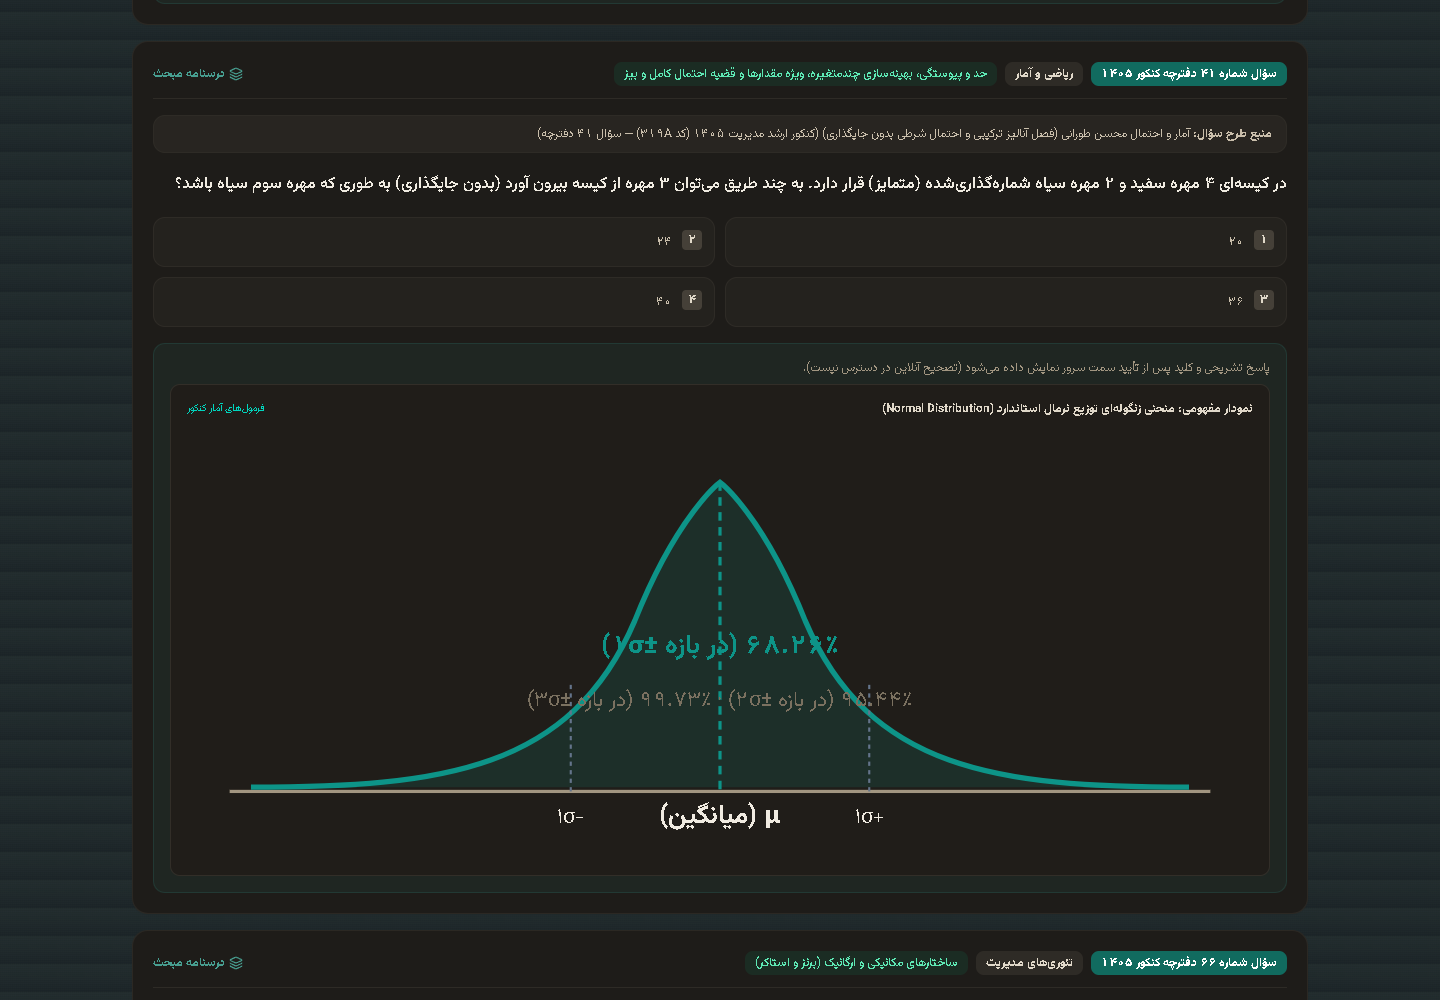 سؤال شماره ۴۱ دفترچه کنکور ۱۴۰۵
ریاضی و آمار
حد و پیوستگی، بهینه‌سازی چندمتغیره، ویژه مقدارها و قضیه احتمال کامل و بیز
درسنامه مبحث
منبع طرح سؤال: آمار و احتمال محسن طورانی (فصل آنالیز ترکیبی و احتمال شرطی بدون جایگذاری) (کنکور ارشد مدیریت ۱۴۰۵ (کد ۳۱۹A) — سؤال ۴۱ دفترچه)
در کیسه‌ای ۴ مهره سفید و ۲ مهره سیاه شماره‌گذاری‌شده (متمایز) قرار دارد. به چند طریق می‌توان ۳ مهره از کیسه بیرون آورد (بدون جایگذاری) به طوری که مهره سوم سیاه باشد؟
۱ ۲۰
۲ ۲۴
۳ ۳۶
۴ ۴۰
پاسخ تشریحی و کلید پس از تأیید سمت سرور نمایش داده می‌شود (تصحیح آنلاین در دسترس نیست).
نمودار مفهومی: منحنی زنگوله‌ای توزیع نرمال استاندارد (Normal Distribution)
فرمول‌های آمار کنکور
۶۸.۲۶٪ (در بازه ±۱σ)
۹۵.۴۴٪ (در بازه ±۲σ) | ۹۹.۷۳٪ (در بازه ±۳σ)
-۱σ
μ (میانگین)
+۱σ
سؤال شماره ۶۶ دفترچه کنکور ۱۴۰۵
تئوری‌های مدیریت
ساختارهای مکانیکی و ارگانیک (برنز و استاکر)
درسنامه مبحث